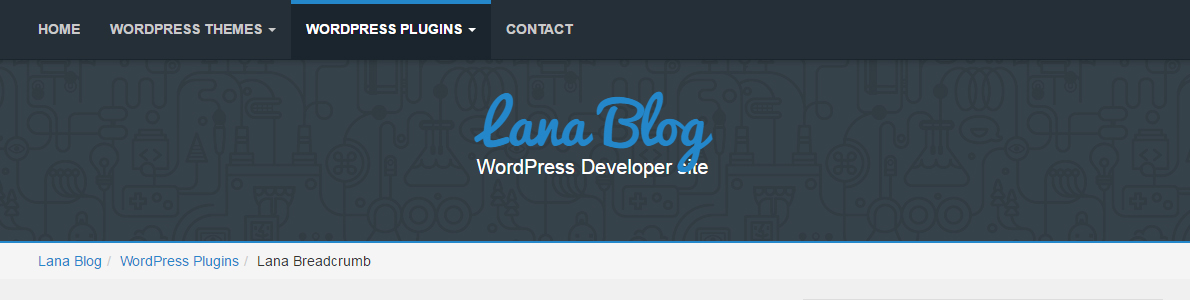 HOME WORDPRESS THEMES WORDPRESS PLUGINS CONTACT
Lana Blog
WordPress Developer site
Lana Blog / WordPress Plugins / Lana Breadcrumb